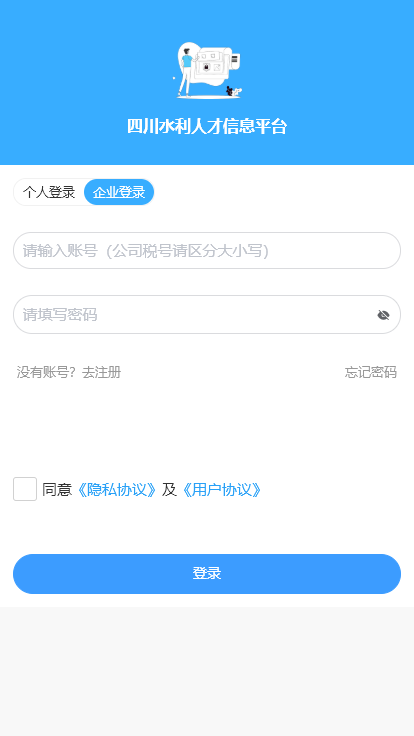 四川水利人才信息平台
个人登录 企业登录
请输入账号（公司税号请区分大小写）
请填写密码
没有账号？去注册 忘记密码
同意《隐私协议》及《用户协议》
登录